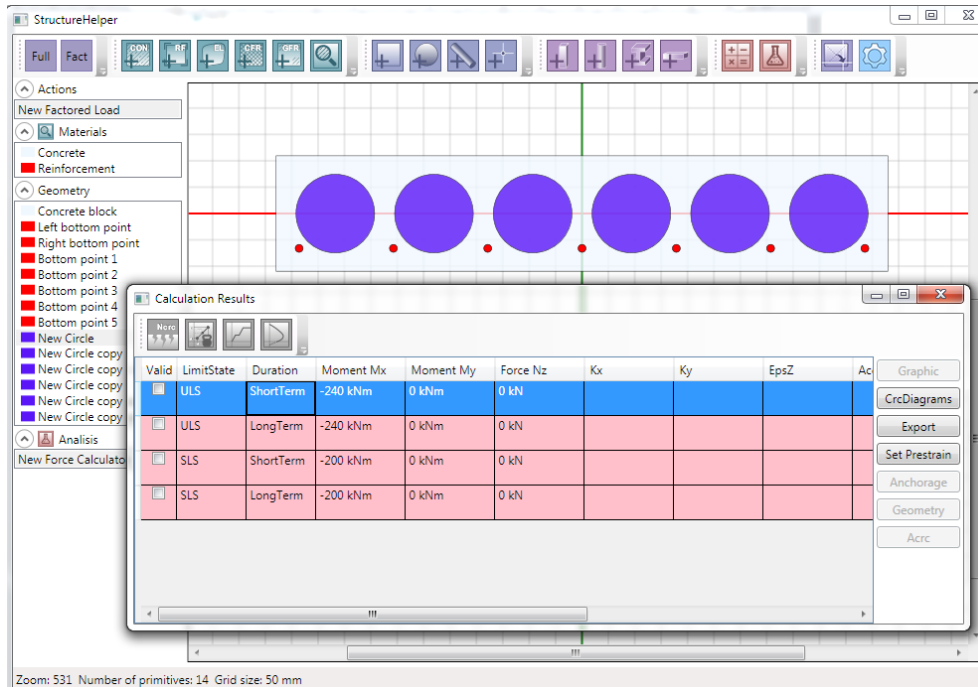 StructureHelper
Full Fact CON RF EL CFR GFR
Actions
New Factored Load
Materials
Concrete
Reinforcement
Geometry
Concrete block
Left bottom point
Right bottom point
Bottom point 1
Bottom point 2
Bottom point 3
Bottom point 4
Bottom point 5
New Circle
New Circle copy
New Circle copy
New Circle copy
New Circle copy
New Circle copy
Analisis
New Force Calculato
Calculation Results
Ncrc
Valid LimitState Duration Moment Mx Moment My Force Nz Kx Ky EpsZ Ac
ULS ShortTerm -240 kNm 0 kNm 0 kN
ULS LongTerm -240 kNm 0 kNm 0 kN
SLS ShortTerm -200 kNm 0 kNm 0 kN
SLS LongTerm -200 kNm 0 kNm 0 kN
Graphic
CrcDiagrams
Export
Set Prestrain
Anchorage
Geometry
Acrc
Zoom: 531 Number of primitives: 14 Grid size: 50 mm